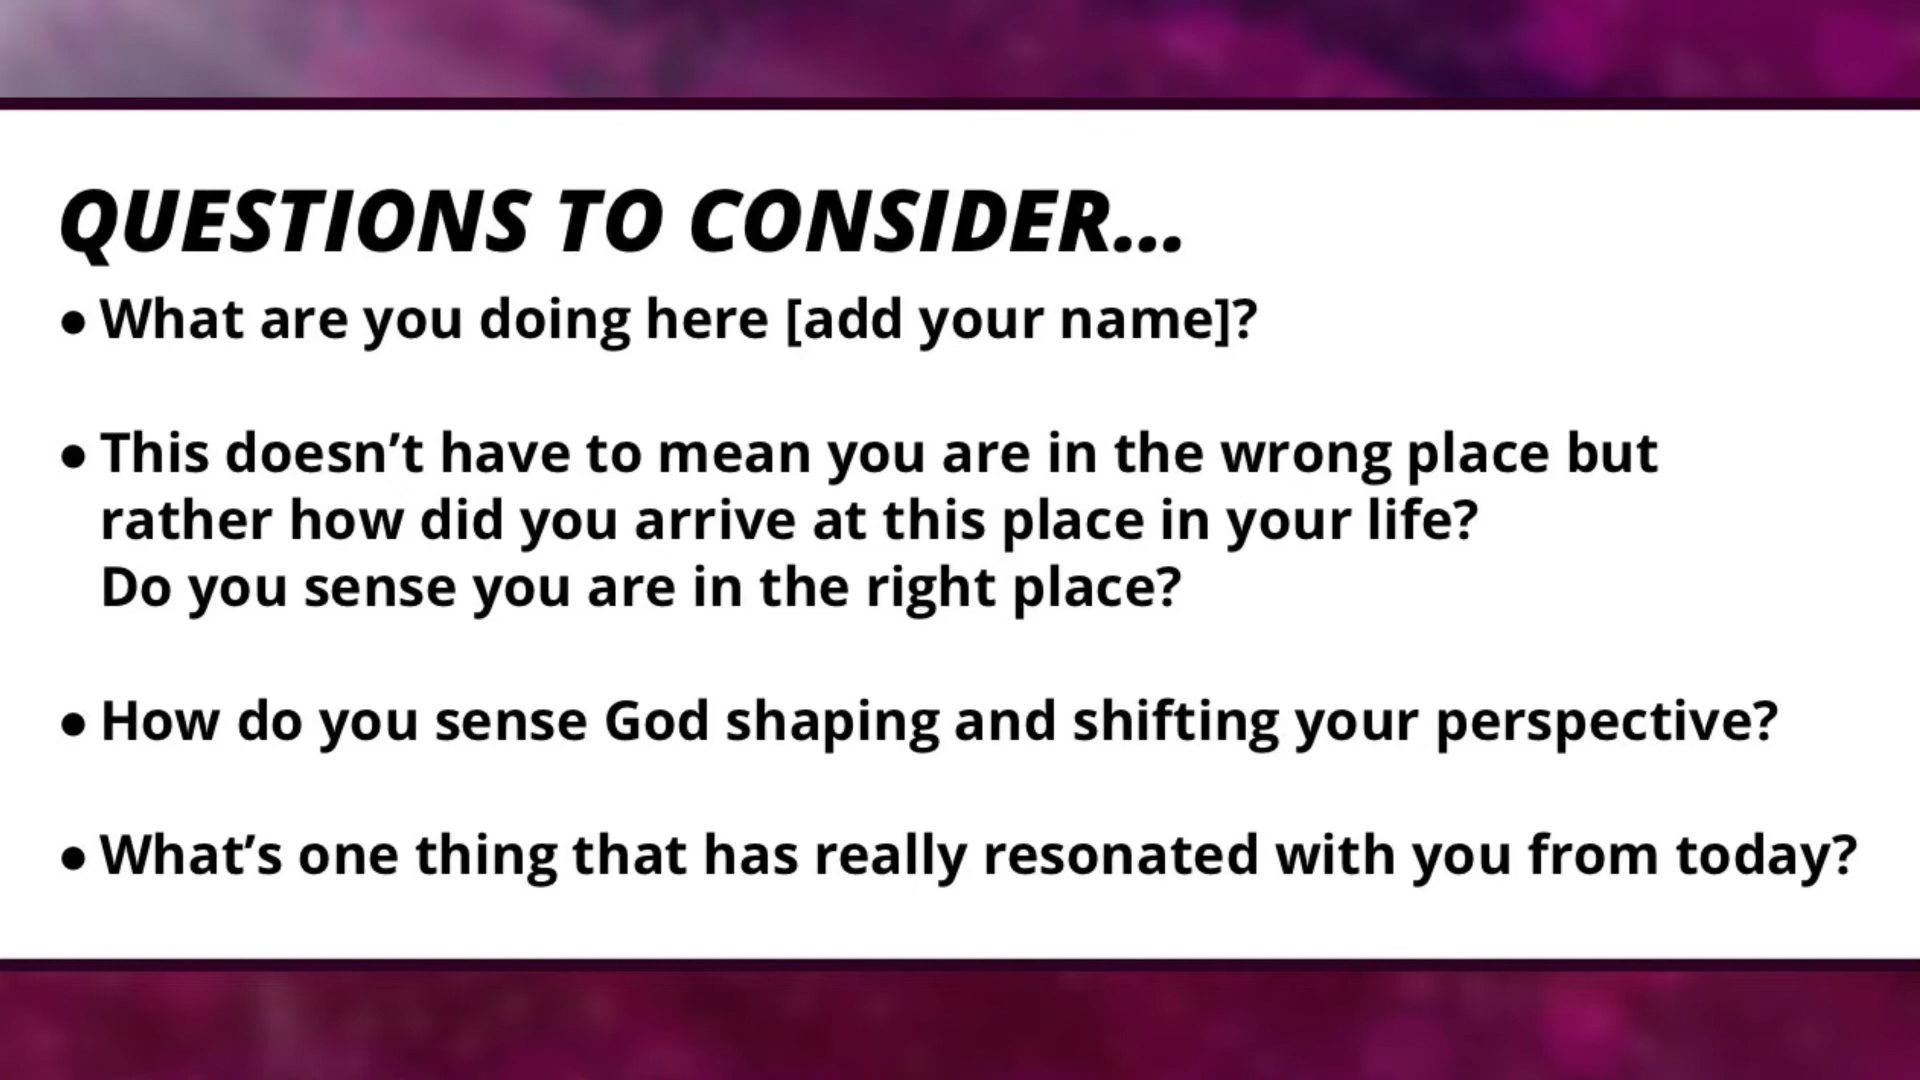 QUESTIONS TO CONSIDER...
• What are you doing here [add your name]?
• This doesn’t have to mean you are in the wrong place but
rather how did you arrive at this place in your life?
Do you sense you are in the right place?
• How do you sense God shaping and shifting your perspective?
• What’s one thing that has really resonated with you from today?